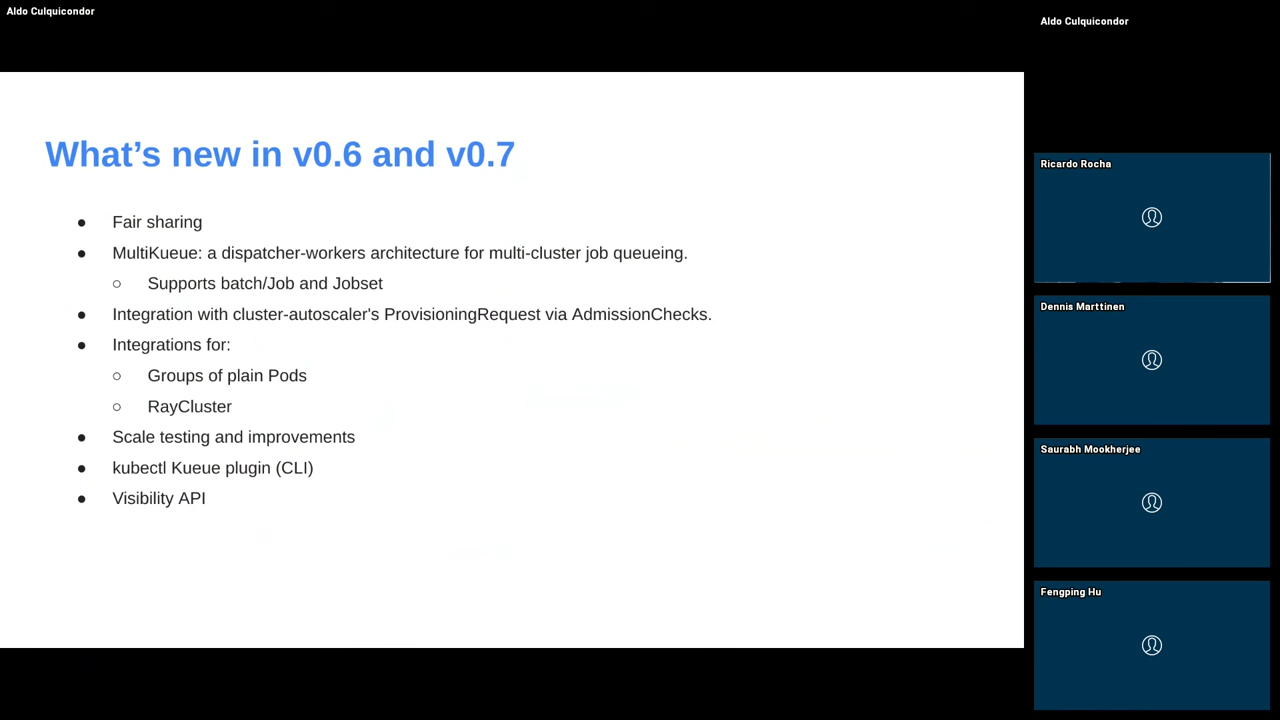 Aldo Culquicondor
What's new in v0.6 and v0.7
● Fair sharing
● MultiKueue: a dispatcher-workers architecture for multi-cluster job queueing.
○ Supports batch/Job and Jobset
● Integration with cluster-autoscaler's ProvisioningRequest via AdmissionChecks.
● Integrations for:
○ Groups of plain Pods
○ RayCluster
● Scale testing and improvements
● kubectl Kueue plugin (CLI)
● Visibility API
Aldo Culquicondor
Ricardo Rocha
Dennis Marttinen
Saurabh Mookherjee
Fengping Hu